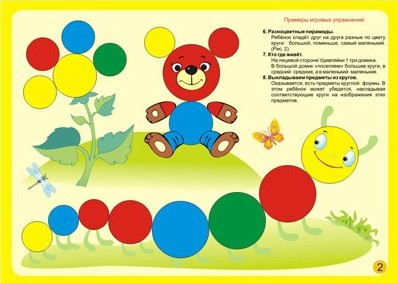 Примеры игровых упражнений
6. Разноцветные пирамиды.
Ребёнок кладёт друг на друга разные по цвету
круги: большой, поменьше, самый маленький.
(Рис. 2).
7. Кто где живёт.
На лицевой стороне Удивляйки 1 три домика.
В большой домик «поселяем» большие круги, в
средний средние, а в маленький маленькие.
8. Выкладываем предметы из кругов.
Оказывается, есть предметы круглой формы. В
этом ребёнок может убедится, накладывая
соответствующие круги на изображения этих
предметов.
2